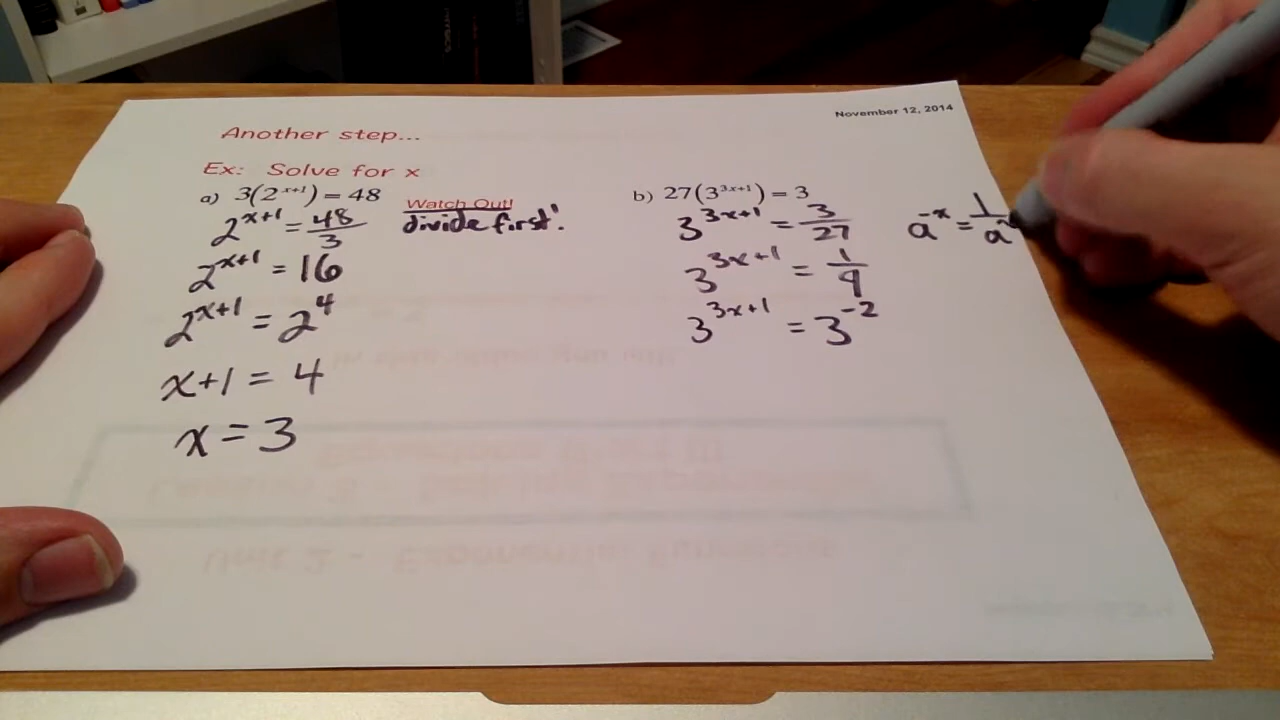 November 12, 2014
Another step...
Ex: Solve for x
a) 3(2^{x+1}) = 48
Watch Out!
divide first!
2^{x+1} = 48/3
2^{x+1} = 16
2^{x+1} = 2^4
x+1 = 4
x = 3
b) 27(3^{3x+1}) = 3
3^{3x+1} = 3/27
3^{3x+1} = 1/9
3^{3x+1} = 3^{-2}
a^{-x} = 1/a